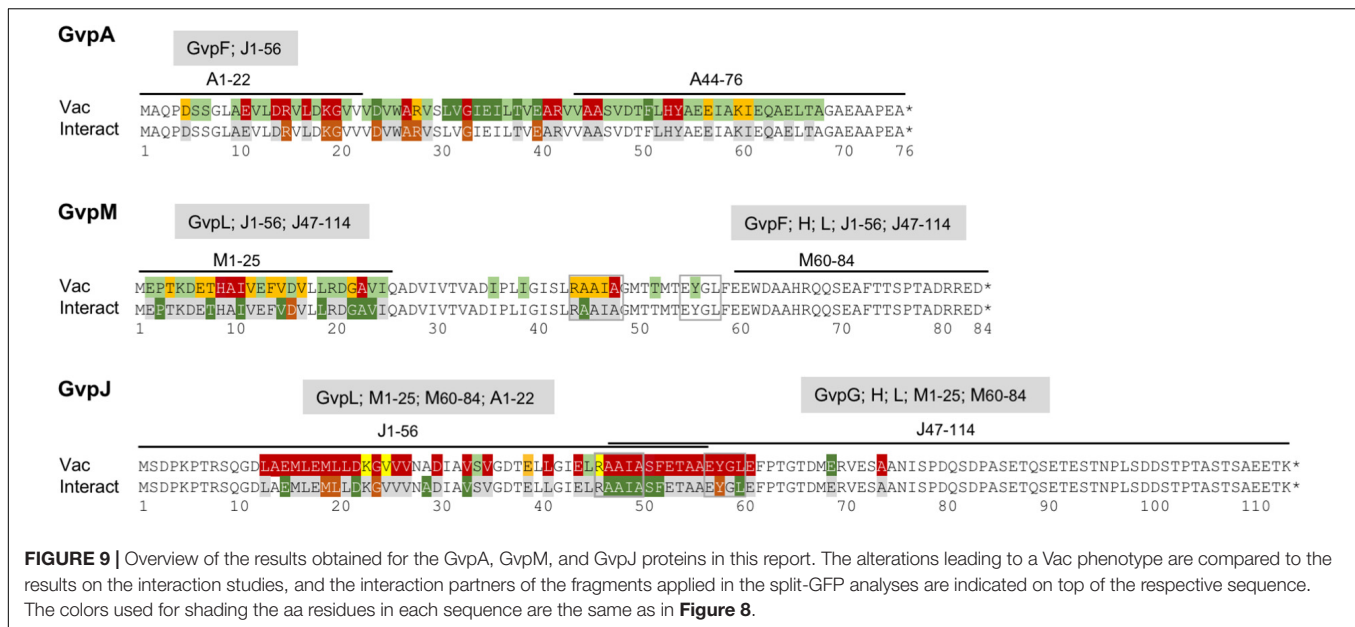 GvpA
GvpF; J1-56
A1-22 A44-76
Vac MAQPDSSGLAEVLDRVLDKGVVVDVWARVSLVGIEILTVEARVVAASVDTFLHYAEEIAKIEQAELTAGAEAAPEA*
Interact MAQPDSSGLAEVLDRVLDKGVVVDVWARVSLVGIEILTVEARVVAASVDTFLHYAEEIAKIEQAELTAGAEAAPEA*
1 10 20 30 40 50 60 70 76
GvpM
GvpL; J1-56; J47-114 GvpF; H; L; J1-56; J47-114
M1-25 M60-84
Vac MEPTKDETHAIVEFVDVLLRDGAVIQADVIVTVADIPLIGISLRAAIAGMTTMTEYGLFEEWDAAHRQQSEAFTTSPTADRRED*
Interact MEPTKDETHAIVEFVDVLLRDGAVIQADVIVTVADIPLIGISLRAAIAGMTTMTEYGLFEEWDAAHRQQSEAFTTSPTADRRED*
1 10 20 30 40 50 60 70 80 84
GvpJ
GvpL; M1-25; M60-84; A1-22 GvpG; H; L; M1-25; M60-84
J1-56 J47-114
Vac MSDPKPTRSQGDLAEMLEMLLDKGVVVNADIAVSVGDTELLGIELRAAIASFETAAEYGLEFPTGTDMERVESAANISPDQSDPASETQSETESTNPLSDDSTPTASTSAEETK*
Interact MSDPKPTRSQGDLAEMLEMLLDKGVVVNADIAVSVGDTELLGIELRAAIASFETAAEYGLEFPTGTDMERVESAANISPDQSDPASETQSETESTNPLSDDSTPTASTSAEETK*
1 10 20 30 40 50 60 70 80 90 100 110
FIGURE 9 | Overview of the results obtained for the GvpA, GvpM, and GvpJ proteins in this report. The alterations leading to a Vac phenotype are compared to the
results on the interaction studies, and the interaction partners of the fragments applied in the split-GFP analyses are indicated on top of the respective sequence.
The colors used for shading the aa residues in each sequence are the same as in Figure 8.